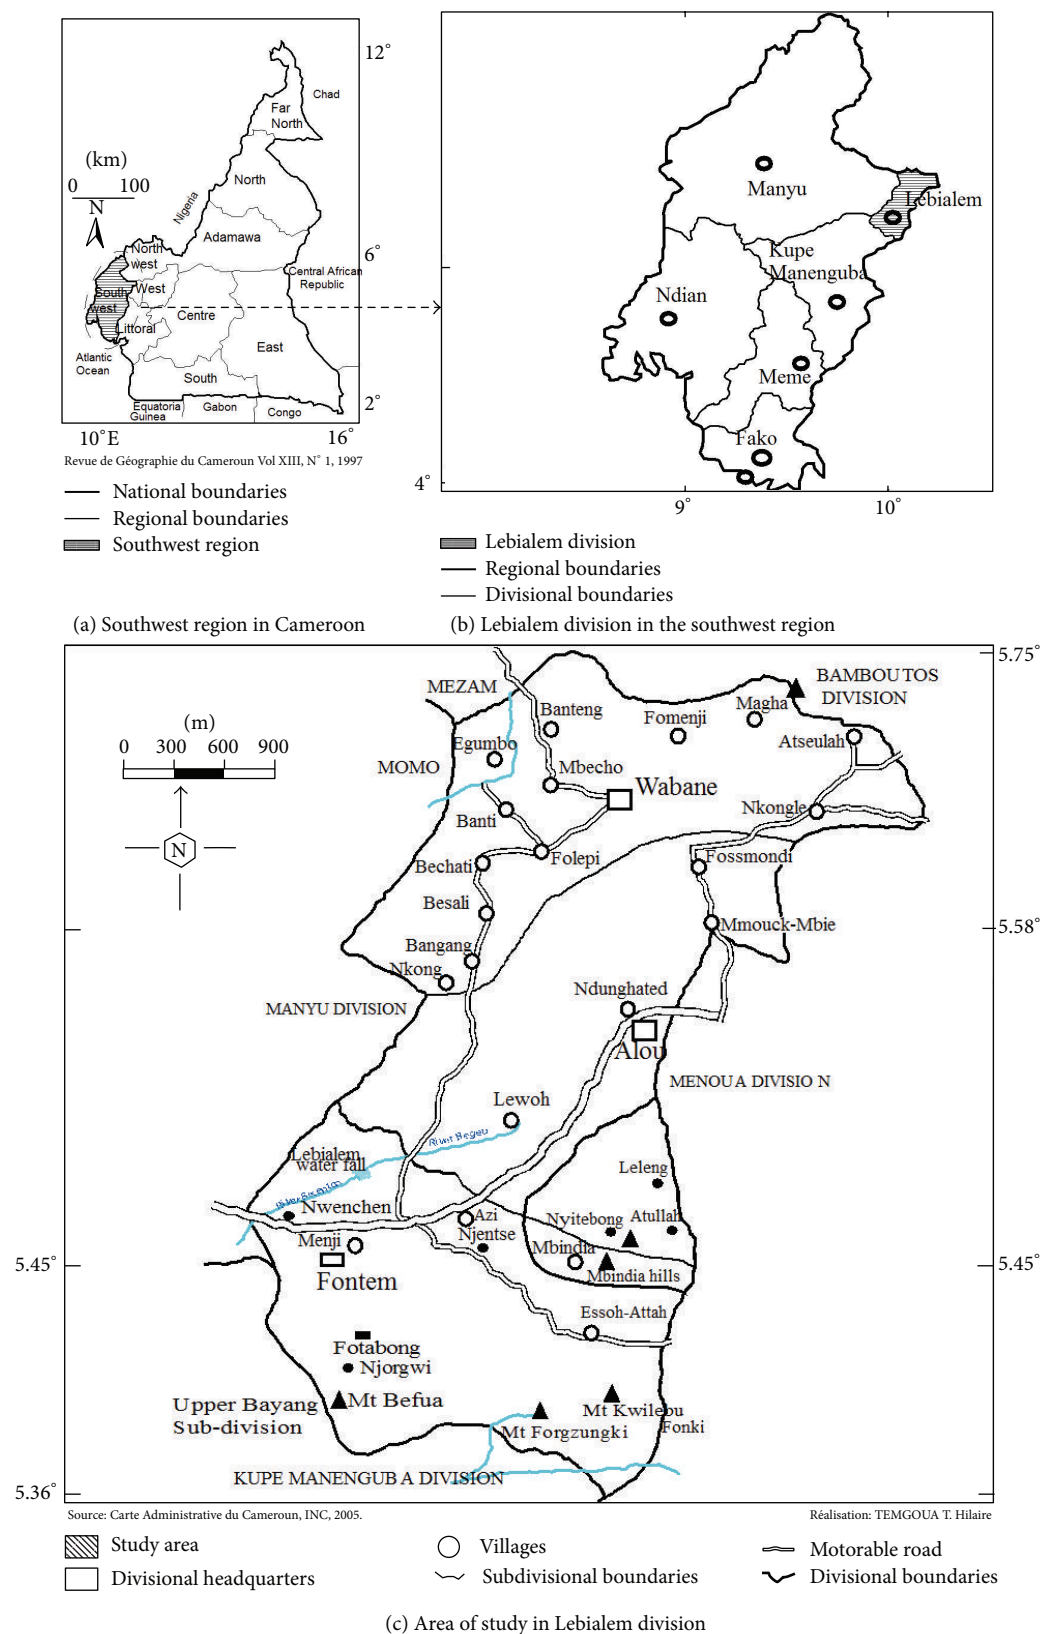 12°
Chad
Far
North
(km)
0 100
N
North
Nigeria
Adamawa
North
west
6°
Central African
Republic
West
South
west
Centre
Littoral
East
Atlantic
Ocean
South
Equatoria
Guinea
Gabon
Congo
2°
10°E
16°
Revue de Géographie du Cameroun Vol XIII, N° 1, 1997
National boundaries
Regional boundaries
Southwest region
(a) Southwest region in Cameroon
Manyu
Lebialem
Kupe
Manenguba
Ndian
Meme
Fako
4°
9°
10°
Lebialem division
Regional boundaries
Divisional boundaries
(b) Lebialem division in the southwest region
5.75°
MEZAM
BAMBOUTOS
DIVISION
(m)
0 300 600 900
Banteng
Fomenji
Magha
Atseulah
Egumbo
MOMO
Mbecho
Wabane
Nkongle
Banti
N
Bechati
Folepi
Fossmondi
Besali
Mmouck-Mbie
5.58°
Bangang
Nkong
MANYU DIVISION
Ndunghated
Alou
MENOUA DIVISION
Lewoh
Lebialem
water fall
Leleng
Nwenchen
Azi
Njentse
Nyitebong
Atullah
Menji
Mbindia
Mbindia hills
5.45°
5.45°
Fontem
Essoh-Attah
Fotabong
Njorgwi
Upper Bayang
Sub-division
Mt Befua
Mt Kwilebu
Mt Forgzungki
Fonki
KUPE MANENGUBA DIVISION
5.36°
Source: Carte Administrative du Cameroun, INC, 2005.
Réalisation: TEMGOUA T. Hilaire
Study area
Villages
Motorable road
Divisional headquarters
Subdivisional boundaries
Divisional boundaries
(c) Area of study in Lebialem division